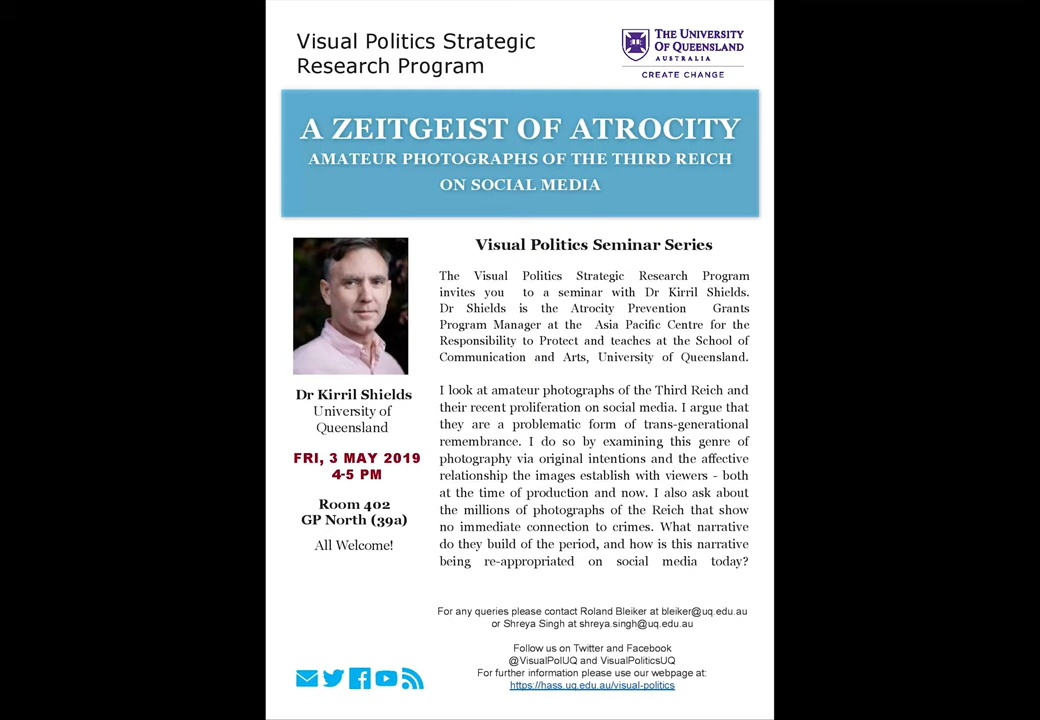 Visual Politics Strategic
Research Program
THE UNIVERSITY
OF QUEENSLAND
AUSTRALIA
CREATE CHANGE
A ZEITGEIST OF ATROCITY
AMATEUR PHOTOGRAPHS OF THE THIRD REICH
ON SOCIAL MEDIA
Dr Kirril Shields
University of
Queensland
FRI, 3 MAY 2019
4-5 PM
Room 402
GP North (39a)
All Welcome!
Visual Politics Seminar Series
The Visual Politics Strategic Research Program
invites you to a seminar with Dr Kirril Shields.
Dr Shields is the Atrocity Prevention Grants
Program Manager at the Asia Pacific Centre for the
Responsibility to Protect and teaches at the School of
Communication and Arts, University of Queensland.
I look at amateur photographs of the Third Reich and
their recent proliferation on social media. I argue that
they are a problematic form of trans-generational
remembrance. I do so by examining this genre of
photography via original intentions and the affective
relationship the images establish with viewers - both
at the time of production and now. I also ask about
the millions of photographs of the Reich that show
no immediate connection to crimes. What narrative
do they build of the period, and how is this narrative
being re-appropriated on social media today?
For any queries please contact Roland Bleiker at bleiker@uq.edu.au
or Shreya Singh at shreya.singh@uq.edu.au
Follow us on Twitter and Facebook
@VisualPolUQ and VisualPoliticsUQ
For further information please use our webpage at:
https://hass.uq.edu.au/visual-politics